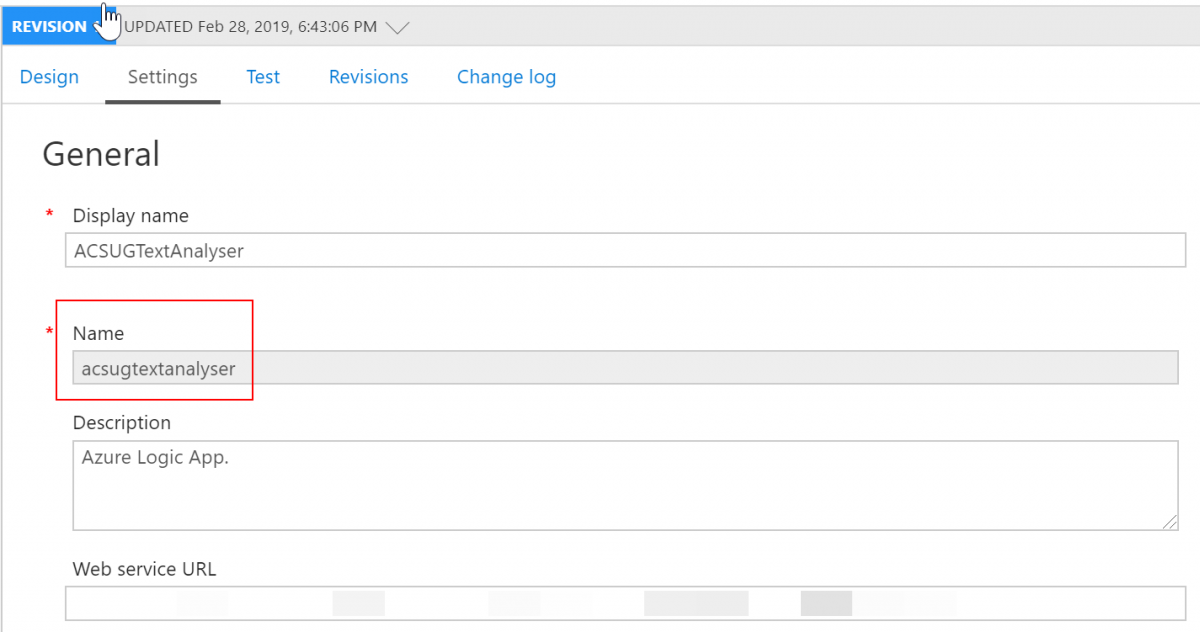 REVISION UPDATED Feb 28, 2019, 6:43:06 PM
Design Settings Test Revisions Change log
General
* Display name
ACSUGTextAnalyser
* Name
acsugtextanalyser
Description
Azure Logic App.
Web service URL